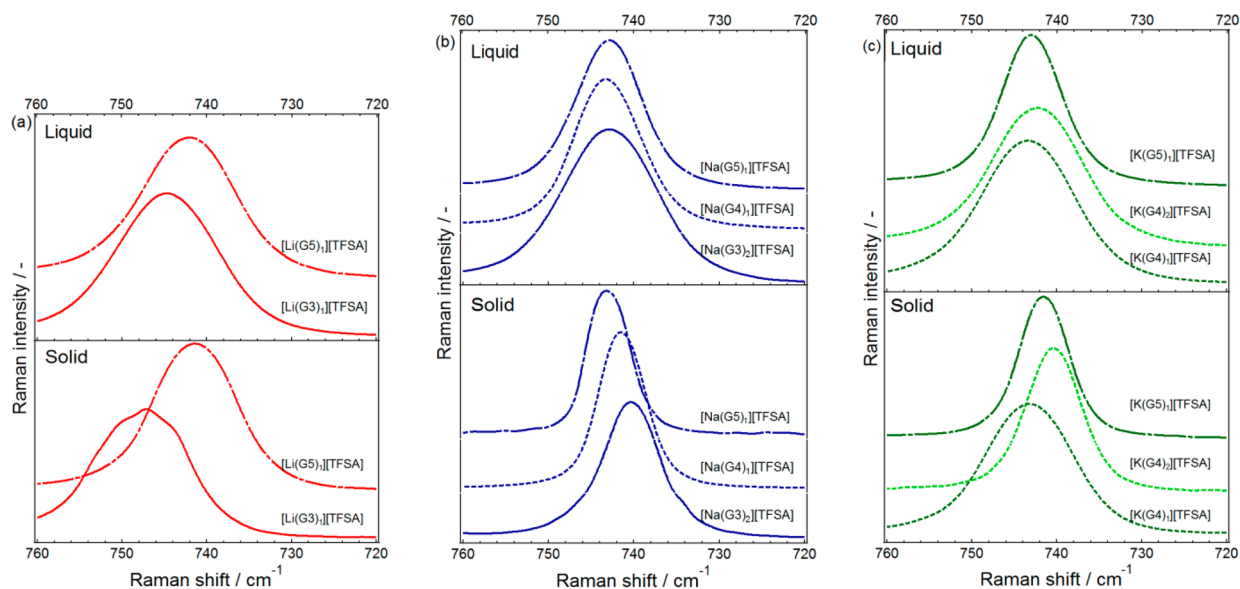 (a)
760 750 740 730 720
Liquid
[Li(G5)₁][TFSA]
[Li(G3)₁][TFSA]
Solid
[Li(G5)₁][TFSA]
[Li(G3)₁][TFSA]
Raman intensity / -
760 750 740 730 720
Raman shift / cm⁻¹
(b)
760 750 740 730 720
Liquid
[Na(G5)₁][TFSA]
[Na(G4)₁][TFSA]
[Na(G3)₂][TFSA]
Solid
[Na(G5)₁][TFSA]
[Na(G4)₁][TFSA]
[Na(G3)₂][TFSA]
Raman intensity / -
760 750 740 730 720
Raman shift / cm⁻¹
(c)
760 750 740 730 720
Liquid
[K(G5)₁][TFSA]
[K(G4)₂][TFSA]
[K(G4)₁][TFSA]
Solid
[K(G5)₁][TFSA]
[K(G4)₂][TFSA]
[K(G4)₁][TFSA]
Raman intensity / -
760 750 740 730 720
Raman shift / cm⁻¹